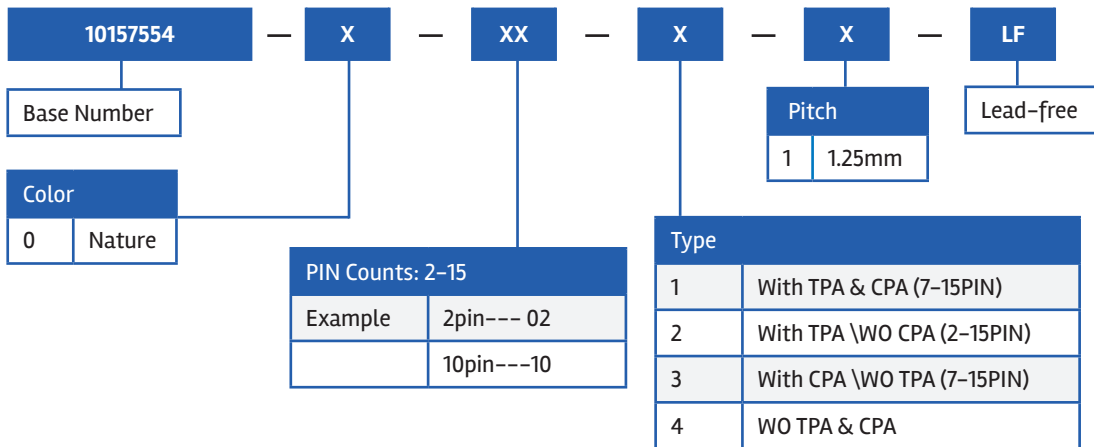 10157554 — X — XX — X — X — LF
Base Number
Pitch
1 1.25mm
Lead-free
Color
0 Nature
PIN Counts: 2-15
Example 2pin--- 02
10pin---10
Type
1 With TPA & CPA (7-15PIN)
2 With TPA \WO CPA (2-15PIN)
3 With CPA \WO TPA (7-15PIN)
4 WO TPA & CPA